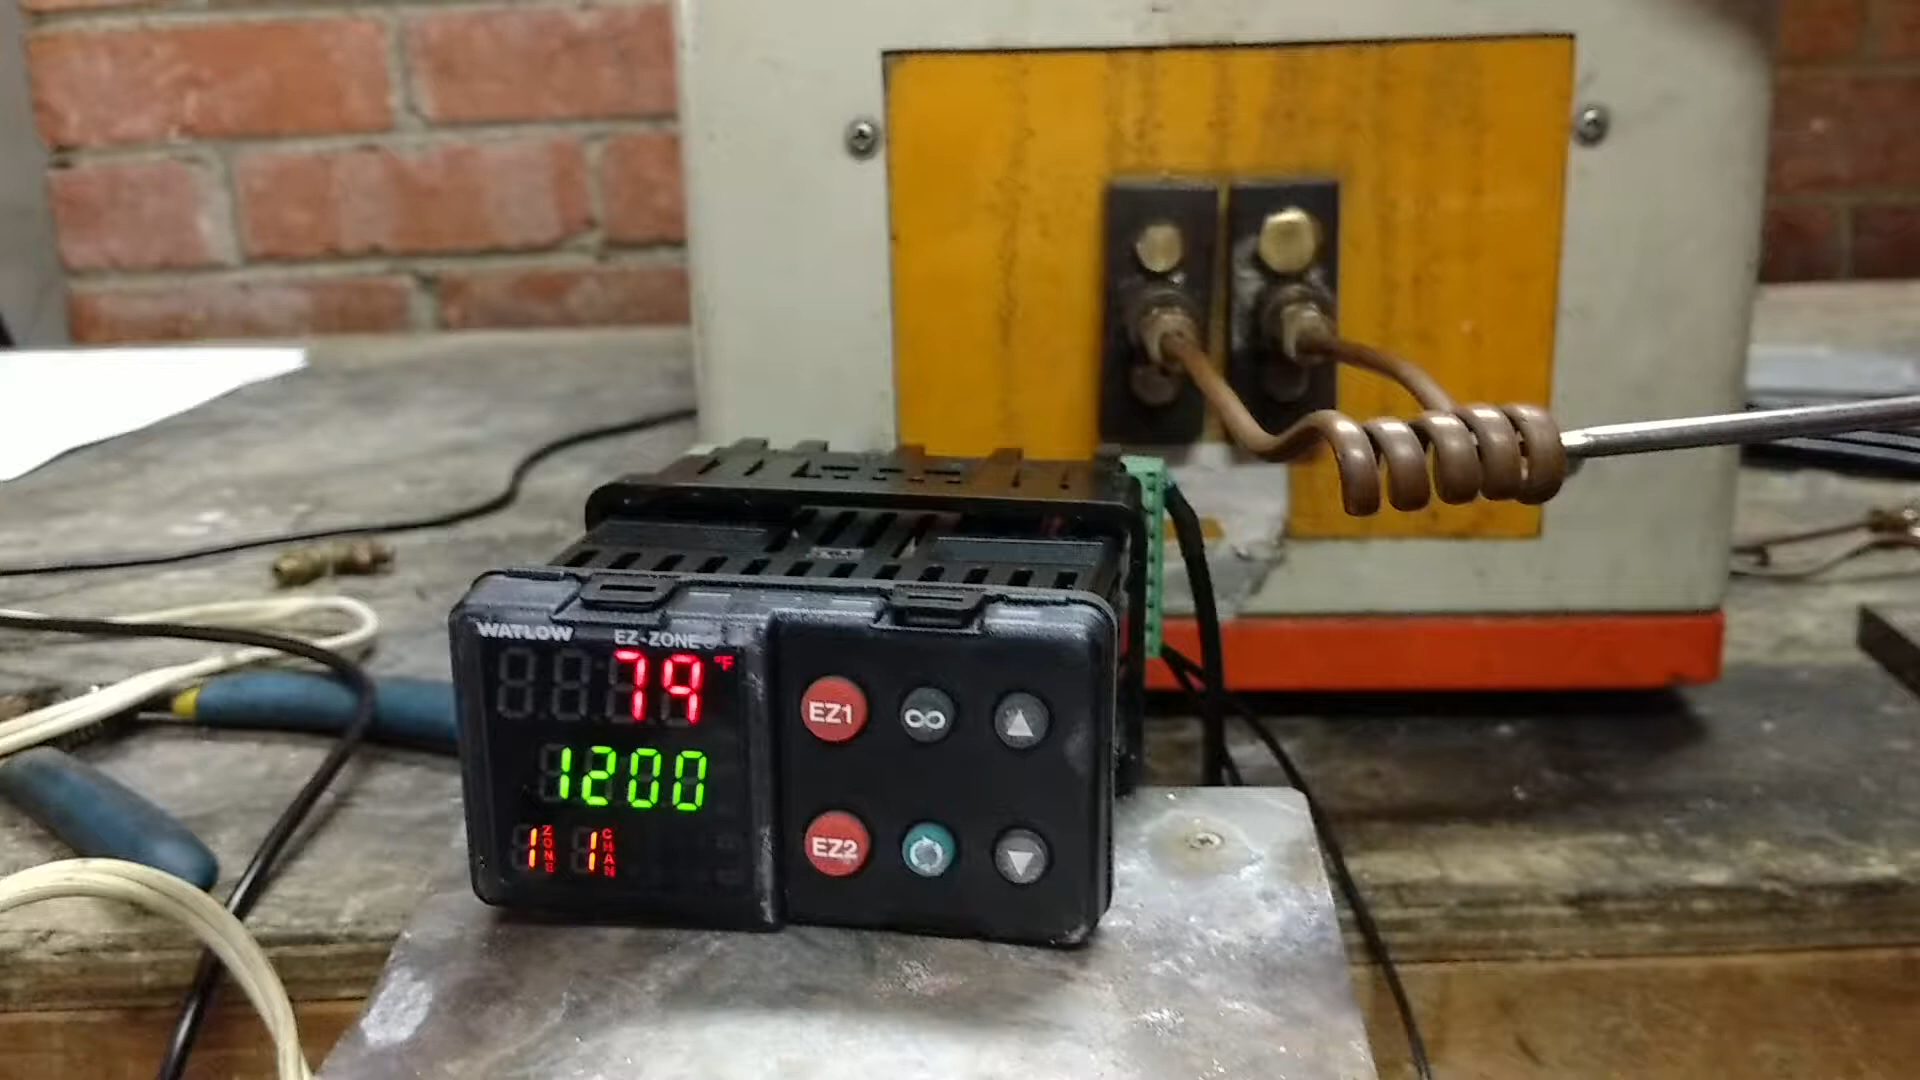 WATLOW EZ-ZONE®
79 °F
1200
1 ZONE 1 CHAN
EZ1 ∞ ▲
EZ2 ▼